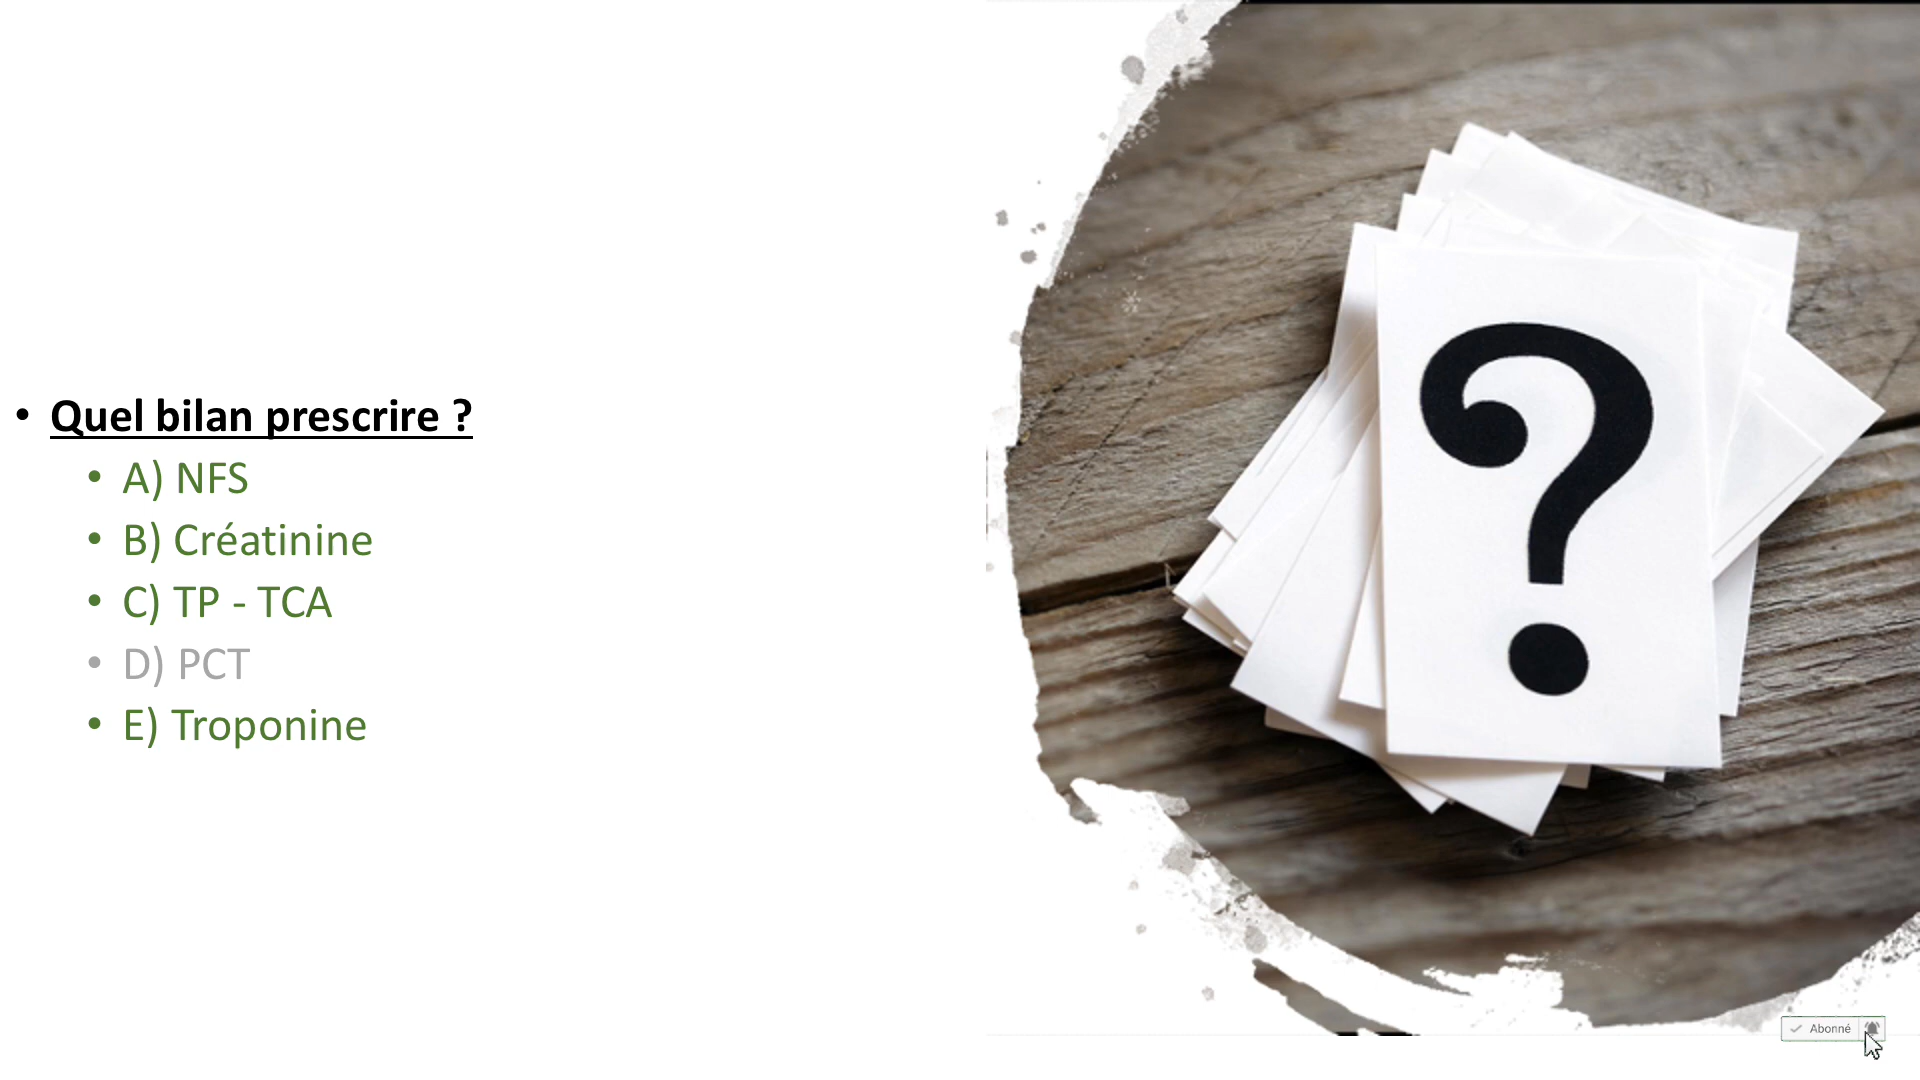 • Quel bilan prescrire ?
• A) NFS
• B) Créatinine
• C) TP - TCA
• D) PCT
• E) Troponine
?
Abonné